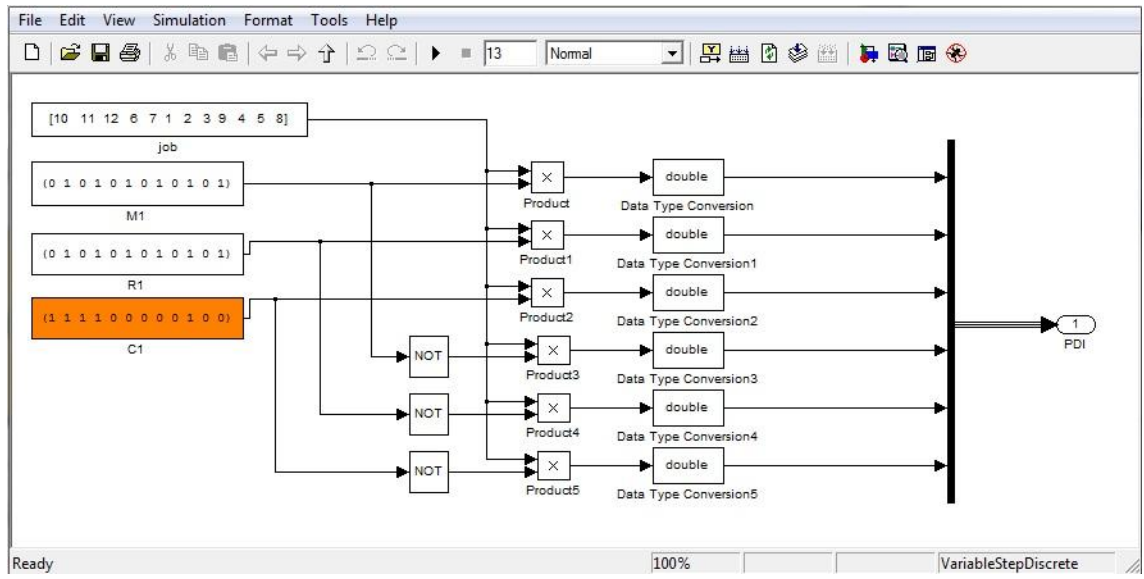 File Edit View Simulation Format Tools Help
13 Normal
[10 11 12 6 7 1 2 3 9 4 5 8]
job
(0 1 0 1 0 1 0 1 0 1 0 1)
M1
(0 1 0 1 0 1 0 1 0 1 0 1)
R1
(1 1 1 1 0 0 0 0 0 1 0 0)
C1
×
Product
double
Data Type Conversion
×
Product1
double
Data Type Conversion1
×
Product2
double
Data Type Conversion2
NOT
×
Product3
double
Data Type Conversion3
NOT
×
Product4
double
Data Type Conversion4
NOT
×
Product5
double
Data Type Conversion5
1
PDI
Ready 100% VariableStepDiscrete